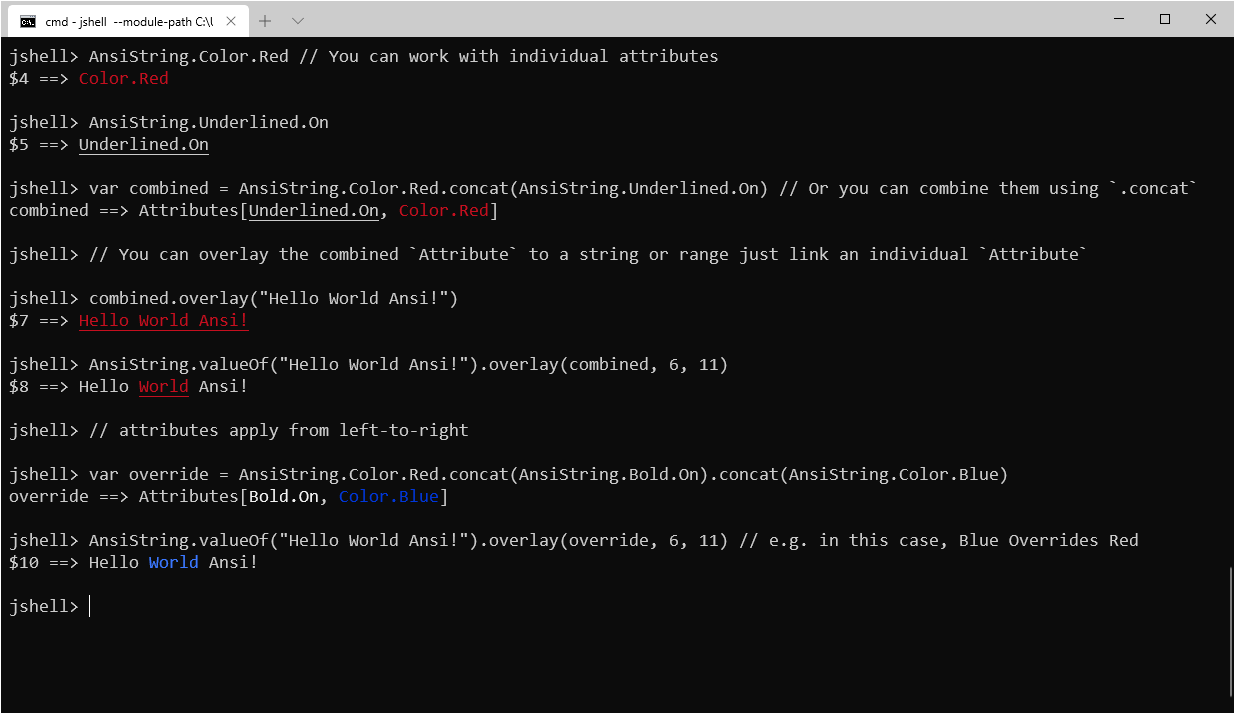 cmd - jshell --module-path C:\U
jshell> AnsiString.Color.Red // You can work with individual attributes
$4 ==> Color.Red
jshell> AnsiString.Underlined.On
$5 ==> Underlined.On
jshell> var combined = AnsiString.Color.Red.concat(AnsiString.Underlined.On) // Or you can combine them using `.concat`
combined ==> Attributes[Underlined.On, Color.Red]
jshell> // You can overlay the combined `Attribute` to a string or range just link an individual `Attribute`
jshell> combined.overlay("Hello World Ansi!")
$7 ==> Hello World Ansi!
jshell> AnsiString.valueOf("Hello World Ansi!").overlay(combined, 6, 11)
$8 ==> Hello World Ansi!
jshell> // attributes apply from left-to-right
jshell> var override = AnsiString.Color.Red.concat(AnsiString.Bold.On).concat(AnsiString.Color.Blue)
override ==> Attributes[Bold.On, Color.Blue]
jshell> AnsiString.valueOf("Hello World Ansi!").overlay(override, 6, 11) // e.g. in this case, Blue Overrides Red
$10 ==> Hello World Ansi!
jshell>